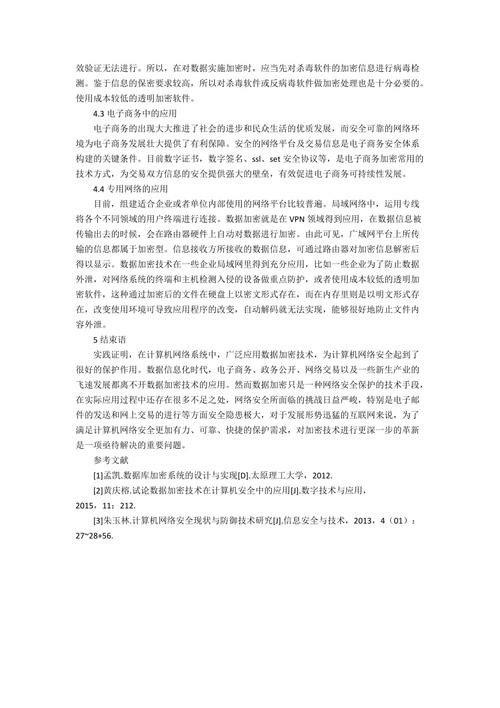 效验证无法进行。所以，在对数据实施加密时，应当先对杀毒软件的加密信息进行病毒检
测。鉴于信息的保密要求较高，所以对杀毒软件或反病毒软件做加密处理也是十分必要的。
使用成本较低的透明加密软件。
4.3 电子商务中的应用
电子商务的出现大大推进了社会的进步和民众生活的优质发展，而安全可靠的网络环
境为电子商务发展壮大提供了有利保障。安全的网络平台及交易信息是电子商务安全体系
构建的关键条件。目前数字证书，数字签名、ssl、set 安全协议等，是电子商务加密常用的
技术方式，为交易双方信息的安全提供强大的壁垒，有效促进电子商务可持续性发展。
4.4 专用网络的应用
目前，组建适合企业或者单位内部使用的网络平台比较普遍。局域网络中，运用专线
将各个不同领域的用户终端进行连接。数据加密就是在 VPN 领域得到应用，在数据信息被
传输出去的时候，会在路由器硬件上自动对数据进行加密。由此可见，广域网平台上所传
输的信息都属于加密型。信息接收方所接收的数据信息，可通过路由器对加密信息解密后
得以显示。数据加密技术在一些企业局域网里得到充分应用，比如一些企业为了防止数据
外泄，对网络系统的终端和主机检测入侵的设备做重点防护，或者使用成本较低的透明加
密软件，这种通过加密后的文件在硬盘上以密文形式存在，而在内存里则是以明文形式存
在，改变使用环境可导致应用程序的改变，自动解码就无法实现，能够很好地防止文件内
容外泄。
5 结束语
实践证明，在计算机网络系统中，广泛应用数据加密技术，为计算机网络安全起到了
很好的保护作用。数据信息化时代，电子商务、政务公开、网络交易以及一些新生产业的
飞速发展都离不开数据加密技术的应用。然而数据加密只是一种网络安全保护的技术手段，
在实际应用过程中还存在很多不足之处，网络安全所面临的挑战日益严峻，特别是电子邮
件的发送和网上交易的进行等方面安全隐患极大，对于发展形势迅猛的互联网来说，为了
满足计算机网络安全更加有力、可靠、快捷的保护需求，对加密技术进行更深一步的革新
是一项亟待解决的重要问题。
参考文献
[1]孟凯.数据库加密系统的设计与实现[D].太原理工大学，2012.
[2]黄庆榕.试论数据加密技术在计算机安全中的应用[J].数字技术与应用，
2015，11：212.
[3]朱玉林.计算机网络安全现状与防御技术研究[J].信息安全与技术，2013，4（01）：
27~28+56.